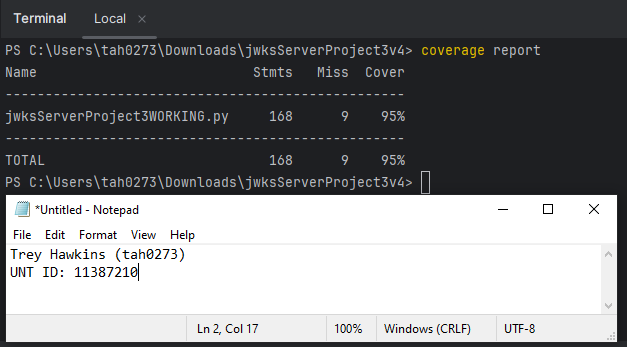 Terminal Local ×
PS C:\Users\tah0273\Downloads\jwksServerProject3v4> coverage report
Name Stmts Miss Cover
--------------------------------------------------
jwksServerProject3WORKING.py 168 9 95%
--------------------------------------------------
TOTAL 168 9 95%
PS C:\Users\tah0273\Downloads\jwksServerProject3v4>
*Untitled - Notepad
File Edit Format View Help
Trey Hawkins (tah0273)
UNT ID: 11387210
Ln 2, Col 17 100% Windows (CRLF) UTF-8